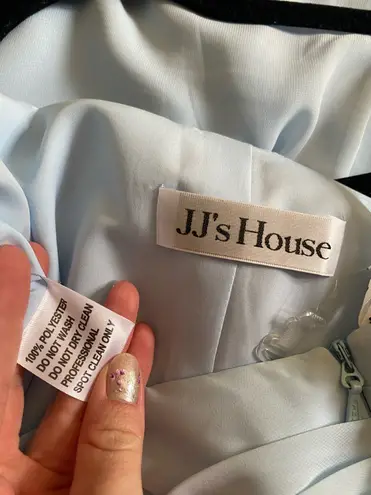 JJ's House
100% POLYESTER
DO NOT WASH
DO NOT DRY CLEAN
PROFESSIONAL
SPOT CLEAN ONLY